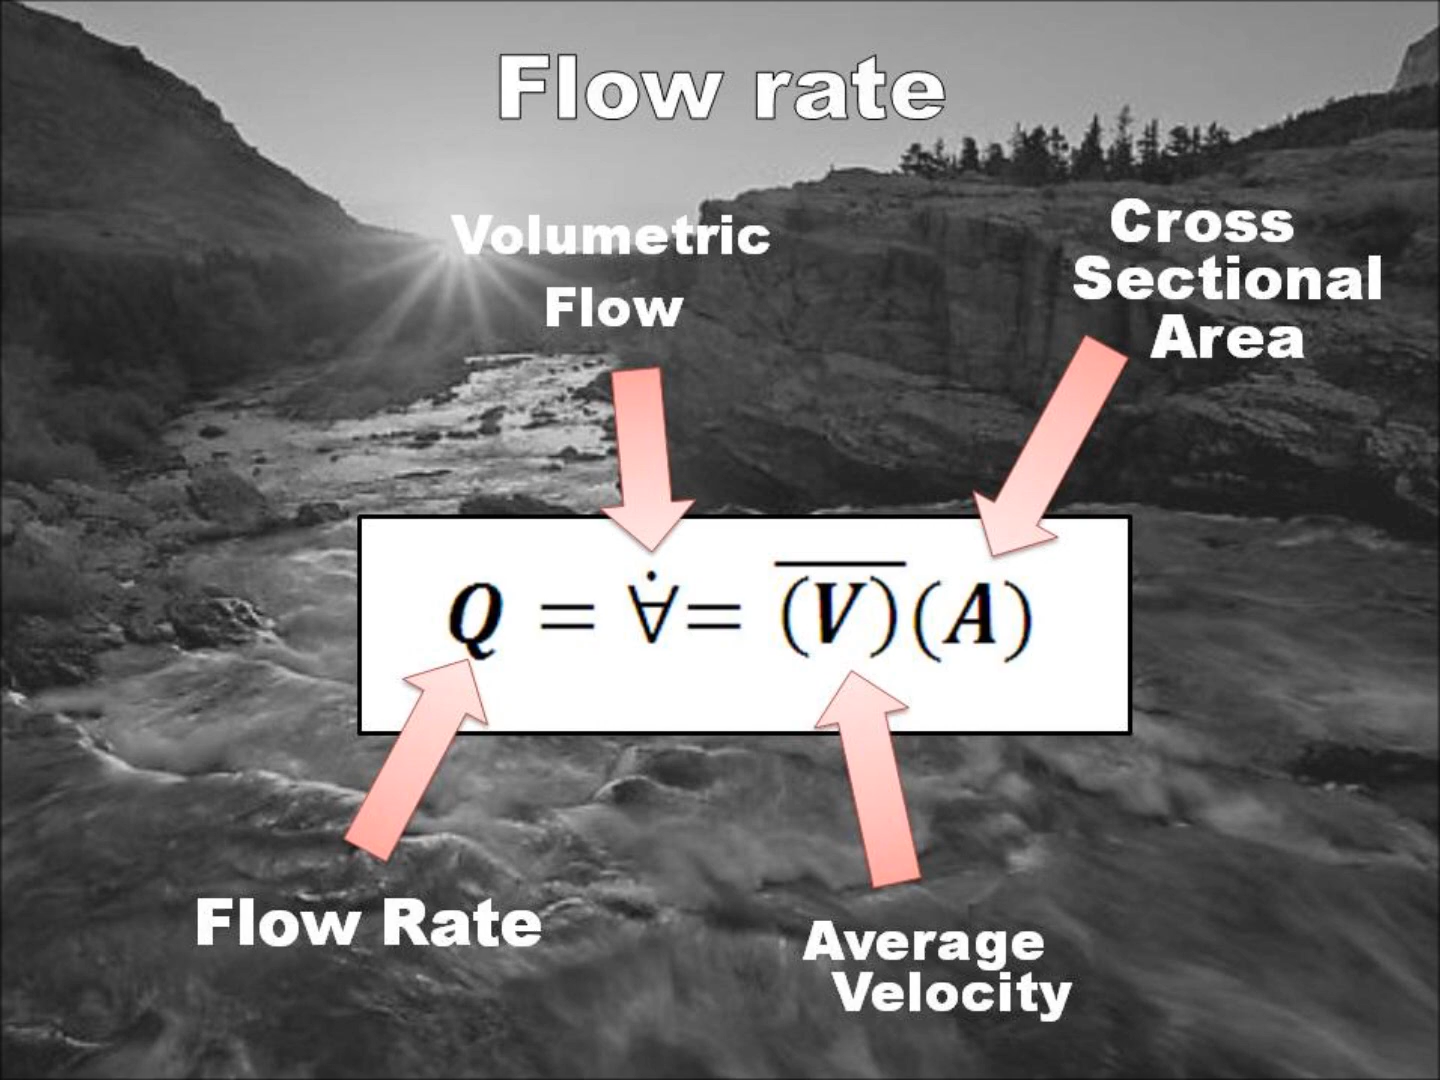 Flow rate
Volumetric
Flow
Cross
Sectional
Area
Q = ∀̇= (V)̅(A)
Flow Rate
Average
Velocity